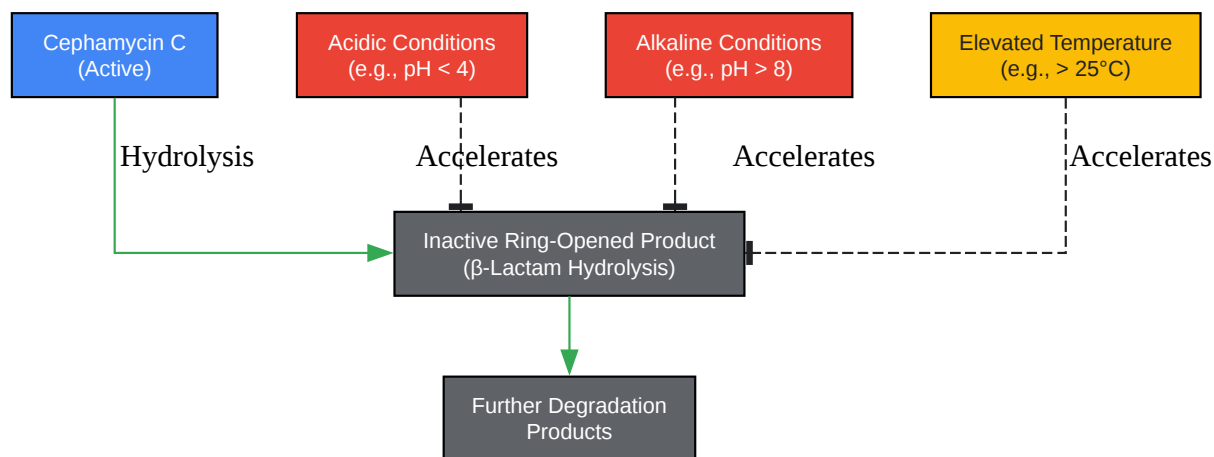 Cephamycin C
(Active)
Acidic Conditions
(e.g., pH < 4)
Alkaline Conditions
(e.g., pH > 8)
Elevated Temperature
(e.g., > 25°C)
Hydrolysis
Accelerates
Accelerates
Accelerates
Inactive Ring-Opened Product
(β-Lactam Hydrolysis)
Further Degradation
Products